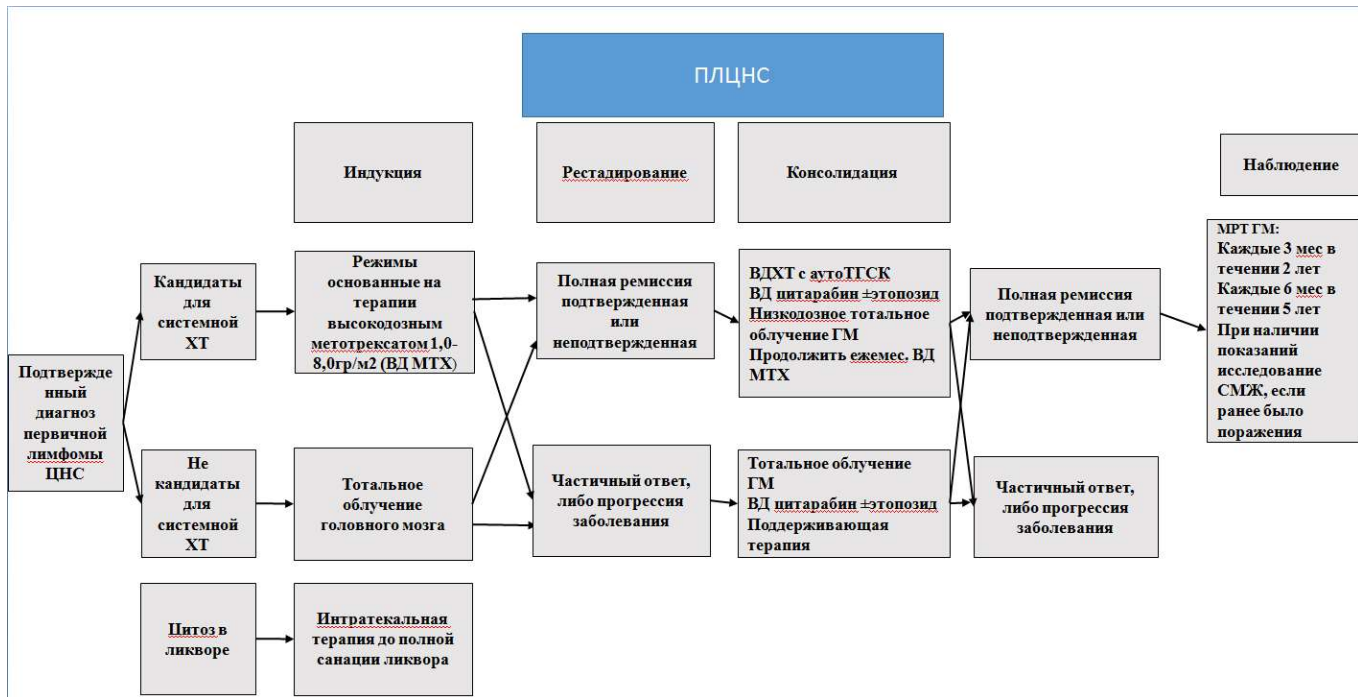 ПЛЦНС
Индукция
Рестадирование
Консолидация
Наблюдение
Подтвержде
нный
диагноз
первичной
лимфомы
ЦНС
Кандидаты
для
системной
ХТ
Режимы
основанные на
терапии
высокодозным
метотрексатом 1,0-
8,0гр/м2 (ВД МТХ)
Полная ремиссия
подтвержденная
или
неподтвержденная
ВДХТ с аутоТГСК
ВД цитарабин ±этопозид
Низкодозное тотальное
облучение ГМ
Продолжить ежемес. ВД
МТХ
Полная ремиссия
подтвержденная или
неподтвержденная
МРТ ГМ:
Каждые 3 мес в
течении 2 лет
Каждые 6 мес в
течении 5 лет
При наличии
показаний
исследование
СМЖ, если
ранее было
поражения
Не
кандидаты
для
системной
ХТ
Тотальное
облучение
головного мозга
Частичный ответ,
либо прогрессия
заболевания
Тотальное облучение
ГМ
ВД цитарабин ±этопозид
Поддерживающая
терапия
Частичный ответ,
либо прогрессия
заболевания
Цитоз в
ликворе
Интратекальная
терапия до полной
санации ликвора